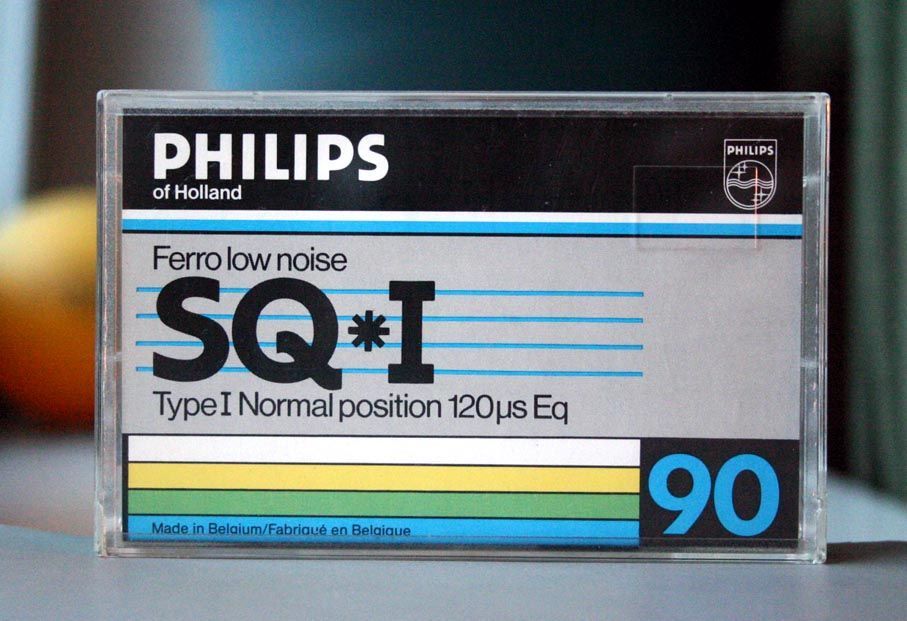 PHILIPS
of Holland
PHILIPS
Ferro low noise
SQ*I
Type I Normal position 120µs Eq
90
Made in Belgium/Fabriqué en Belgique